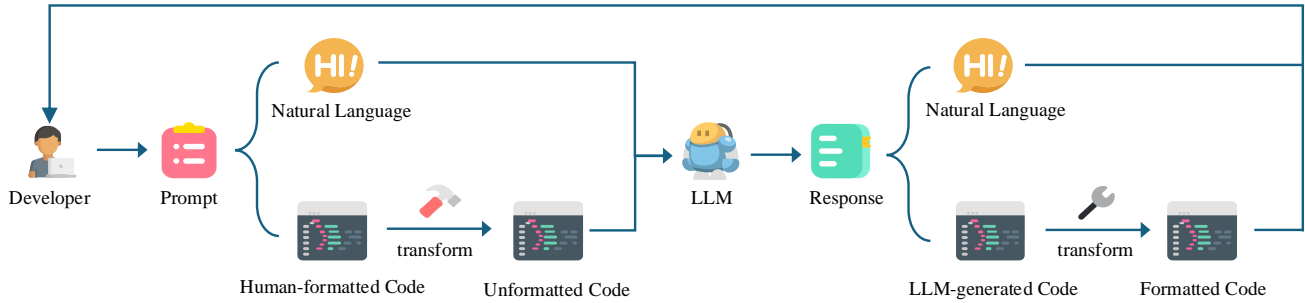 HI!
Natural Language
Developer
Prompt
transform
Human-formatted Code
Unformatted Code
LLM
Response
HI!
Natural Language
transform
LLM-generated Code
Formatted Code